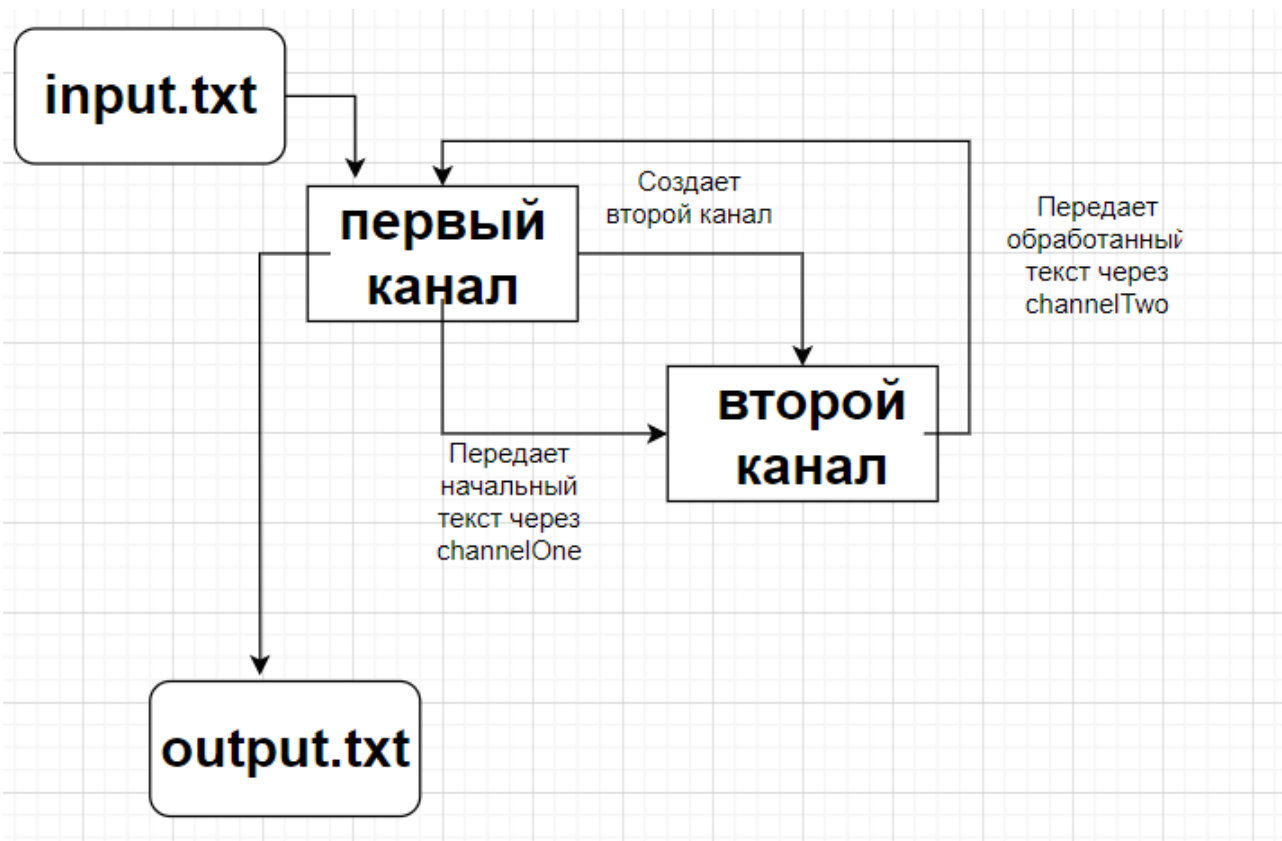 input.txt
первый
канал
Создает
второй канал
Передает
обработанный
текст через
channelTwo
второй
канал
Передает
начальный
текст через
channelOne
output.txt